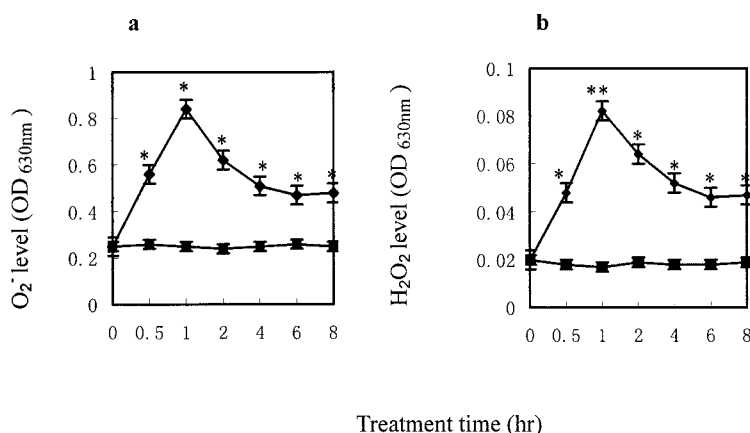 a
b
O₂⁻ level (OD 630nm)
1
0.8
0.6
0.4
0.2
0
0 0.5 1 2 4 6 8
* * * * * *
H₂O₂ level (OD 630nm)
0.1
0.08
0.06
0.04
0.02
0
0 0.5 1 2 4 6 8
* ** * * * *
Treatment time (hr)